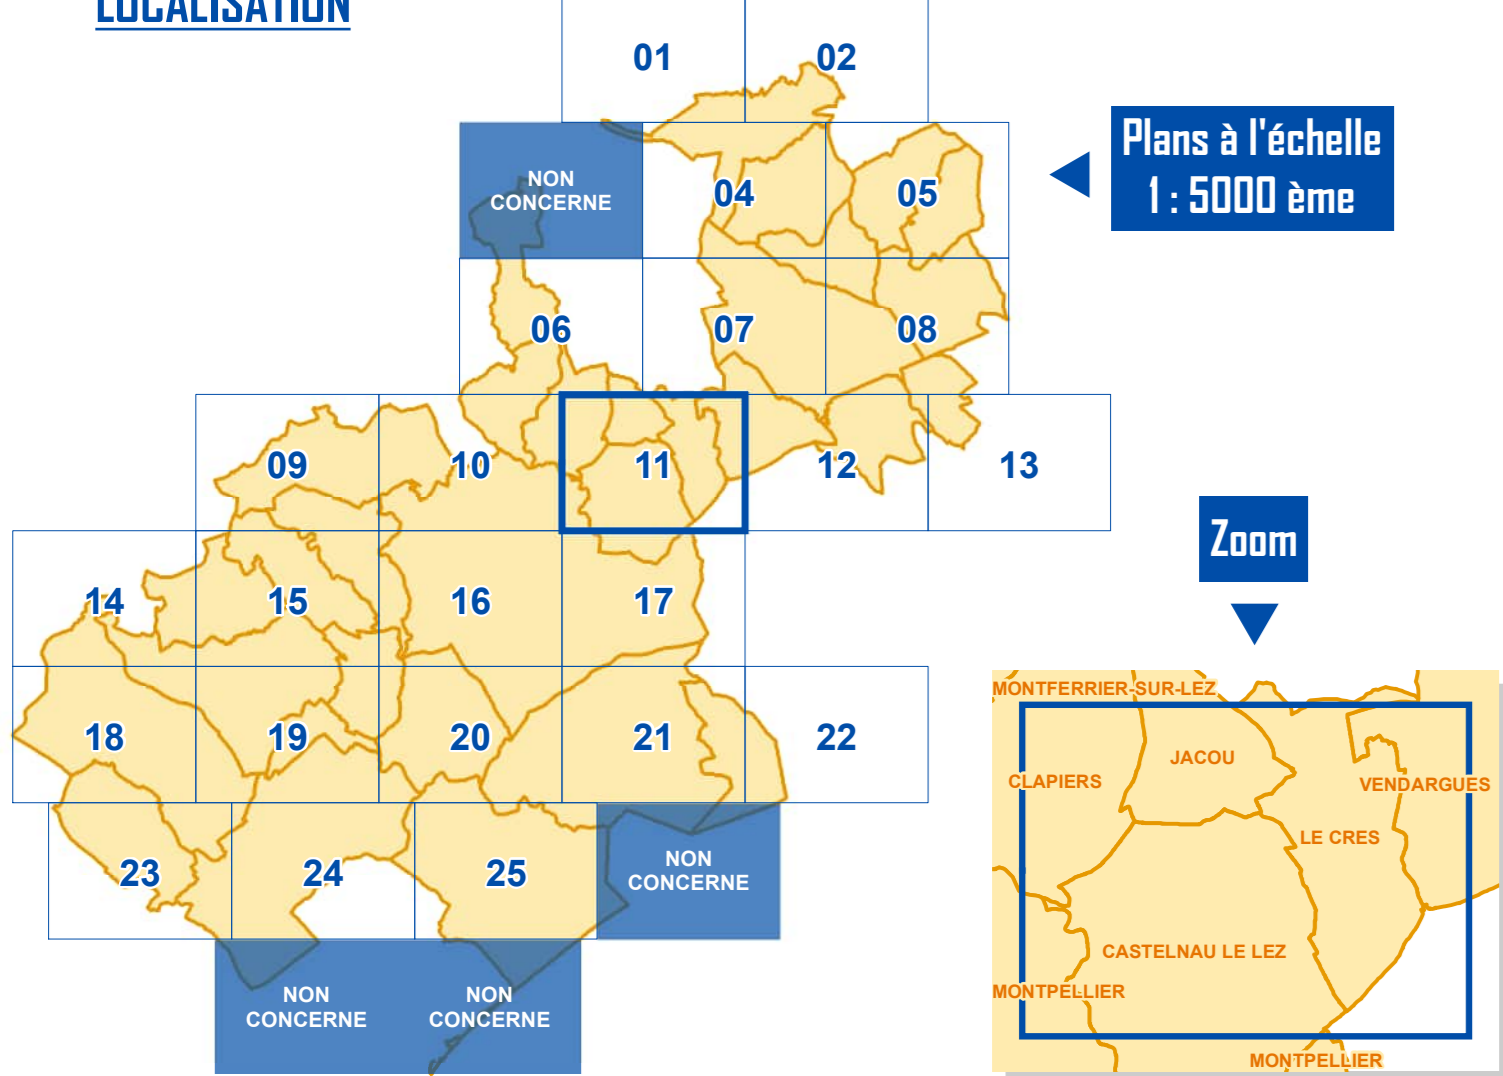 LOCALISATION
01
02
NON
CONCERNE
04
05
Plans à l'échelle
1 : 5000 ème
06
07
08
09
10
11
12
13
Zoom
14
15
16
17
18
19
20
21
22
23
24
25
NON
CONCERNE
NON
CONCERNE
NON
CONCERNE
MONTFERRIER-SUR-LEZ
JACOU
CLAPIERS
VENDARGUES
LE CRES
CASTELNAU LE LEZ
MONTPELLIER
MONTPELLIER